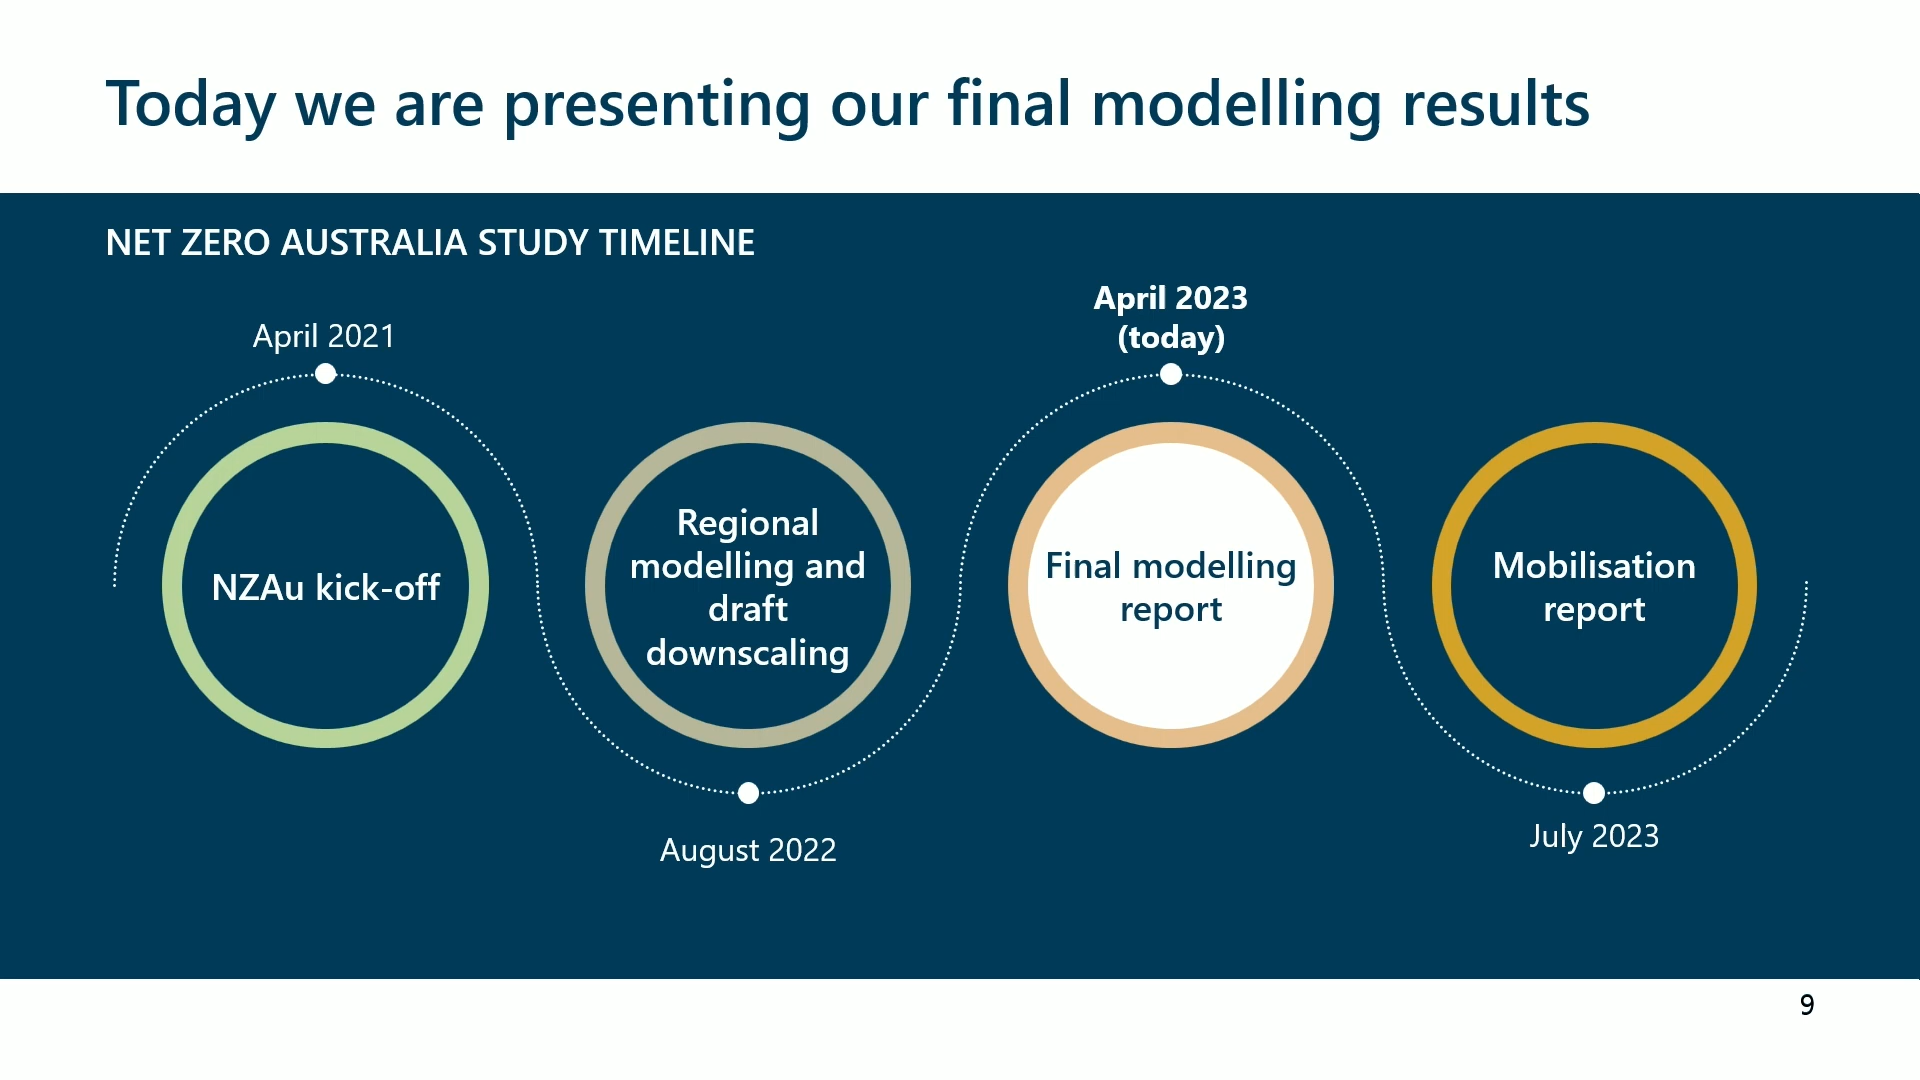 Today we are presenting our final modelling results
NET ZERO AUSTRALIA STUDY TIMELINE
April 2021
NZAu kick-off
Regional
modelling and
draft
downscaling
August 2022
April 2023
(today)
Final modelling
report
Mobilisation
report
July 2023
9